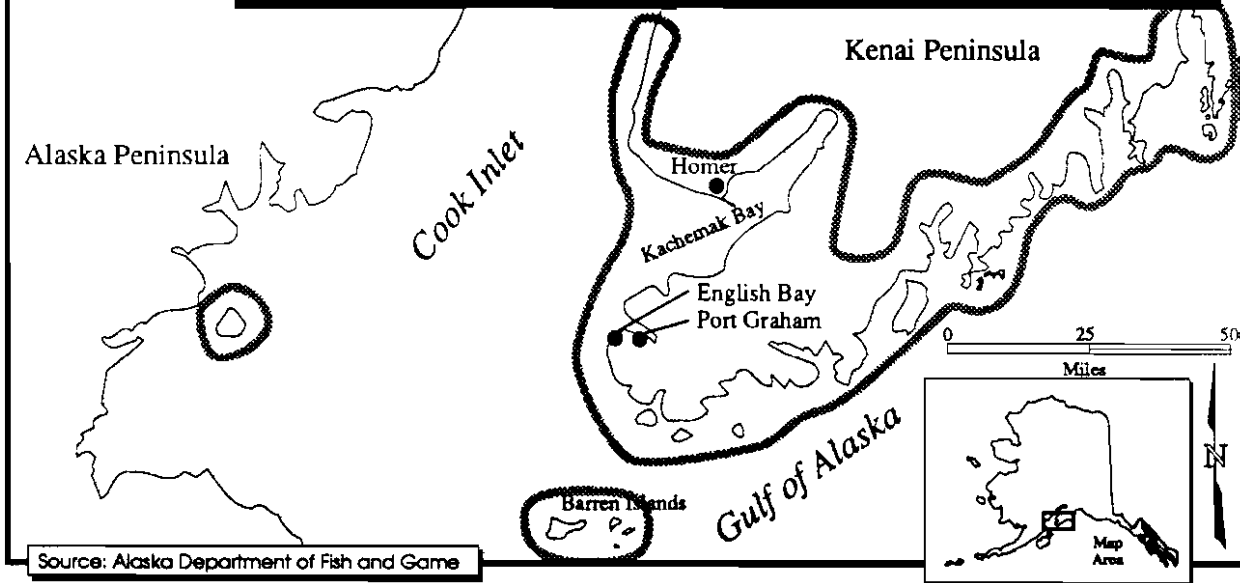 Kenai Peninsula
Alaska Peninsula
Cook Inlet
Homer
Kachemak Bay
English Bay
Port Graham
0 25 50
Miles
Gulf of Alaska
N
Barren Islands
Map
Area
Source: Alaska Department of Fish and Game